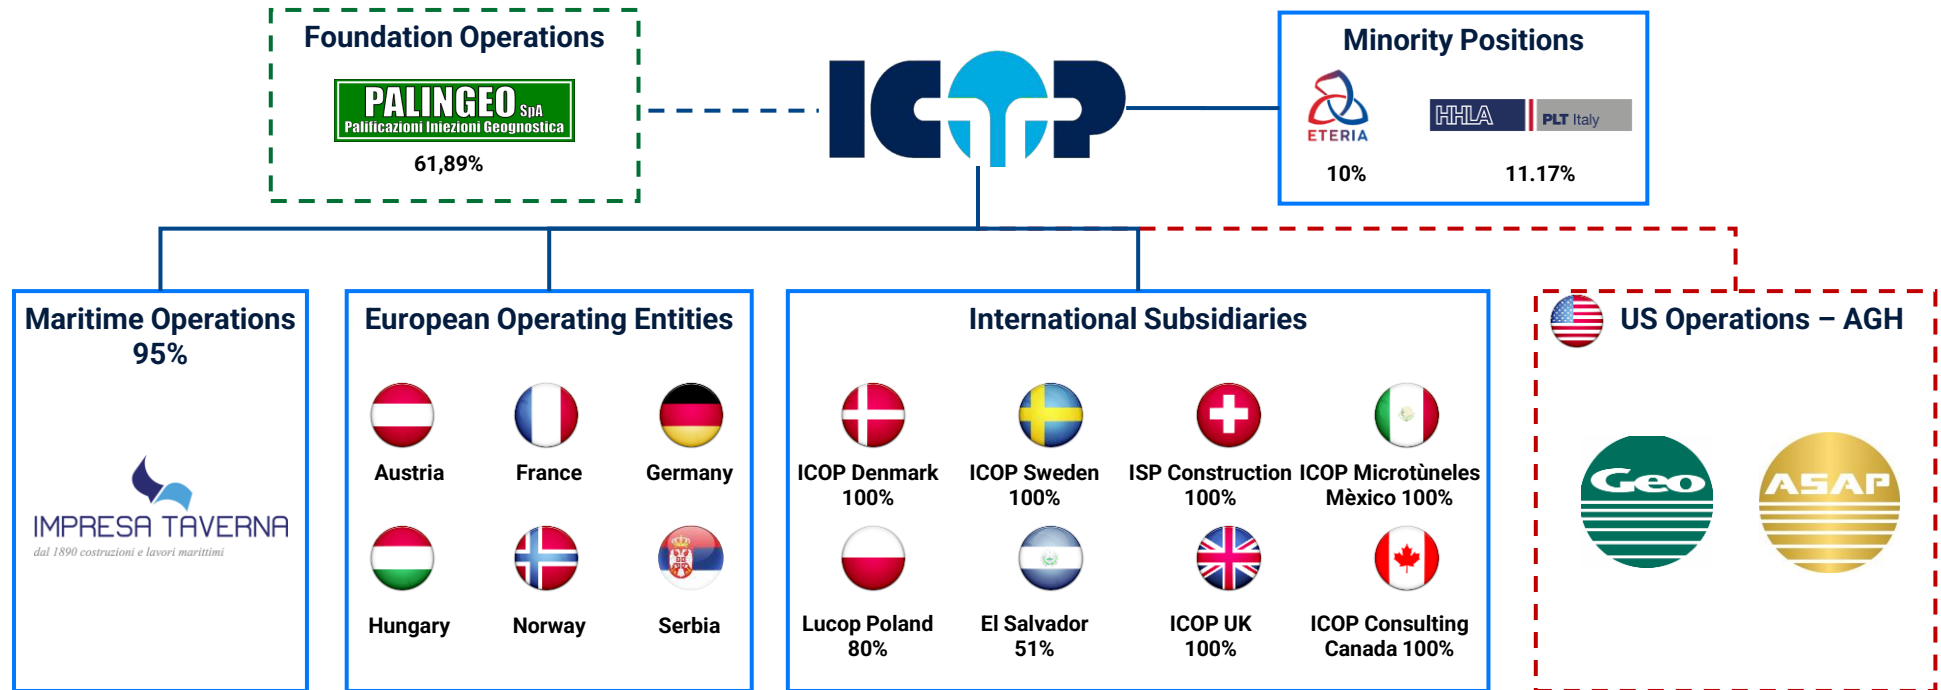 Foundation Operations
PALINGEO SpA
Palificazioni Iniezioni Geognostica
61,89%
ICOP
Minority Positions
ETERIA
HHLA PLT Italy
10%
11.17%
Maritime Operations
95%
IMPRESA TAVERNA
dal 1890 costruzioni e lavori marittimi
European Operating Entities
Austria
France
Germany
Hungary
Norway
Serbia
International Subsidiaries
ICOP Denmark
100%
ICOP Sweden
100%
ISP Construction
100%
ICOP Microtùneles
Mèxico 100%
Lucop Poland
80%
El Salvador
51%
ICOP UK
100%
ICOP Consulting
Canada 100%
US Operations – AGH
Geo
ASAP